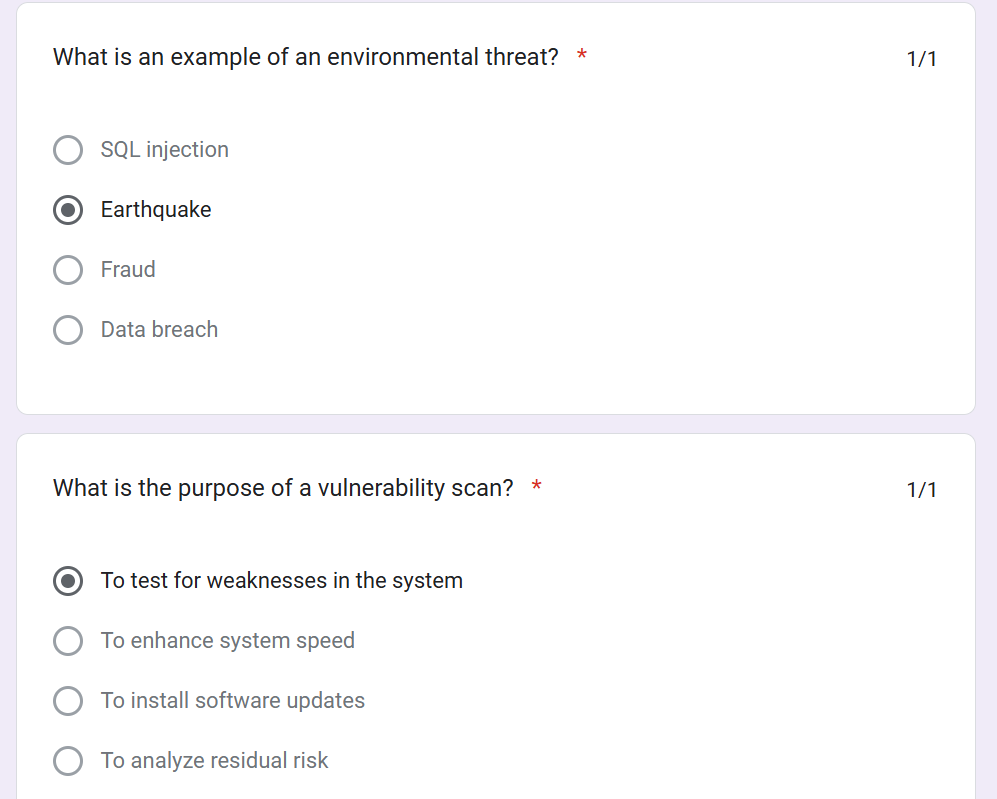 What is an example of an environmental threat? *
1/1
SQL injection
Earthquake
Fraud
Data breach
What is the purpose of a vulnerability scan? *
1/1
To test for weaknesses in the system
To enhance system speed
To install software updates
To analyze residual risk